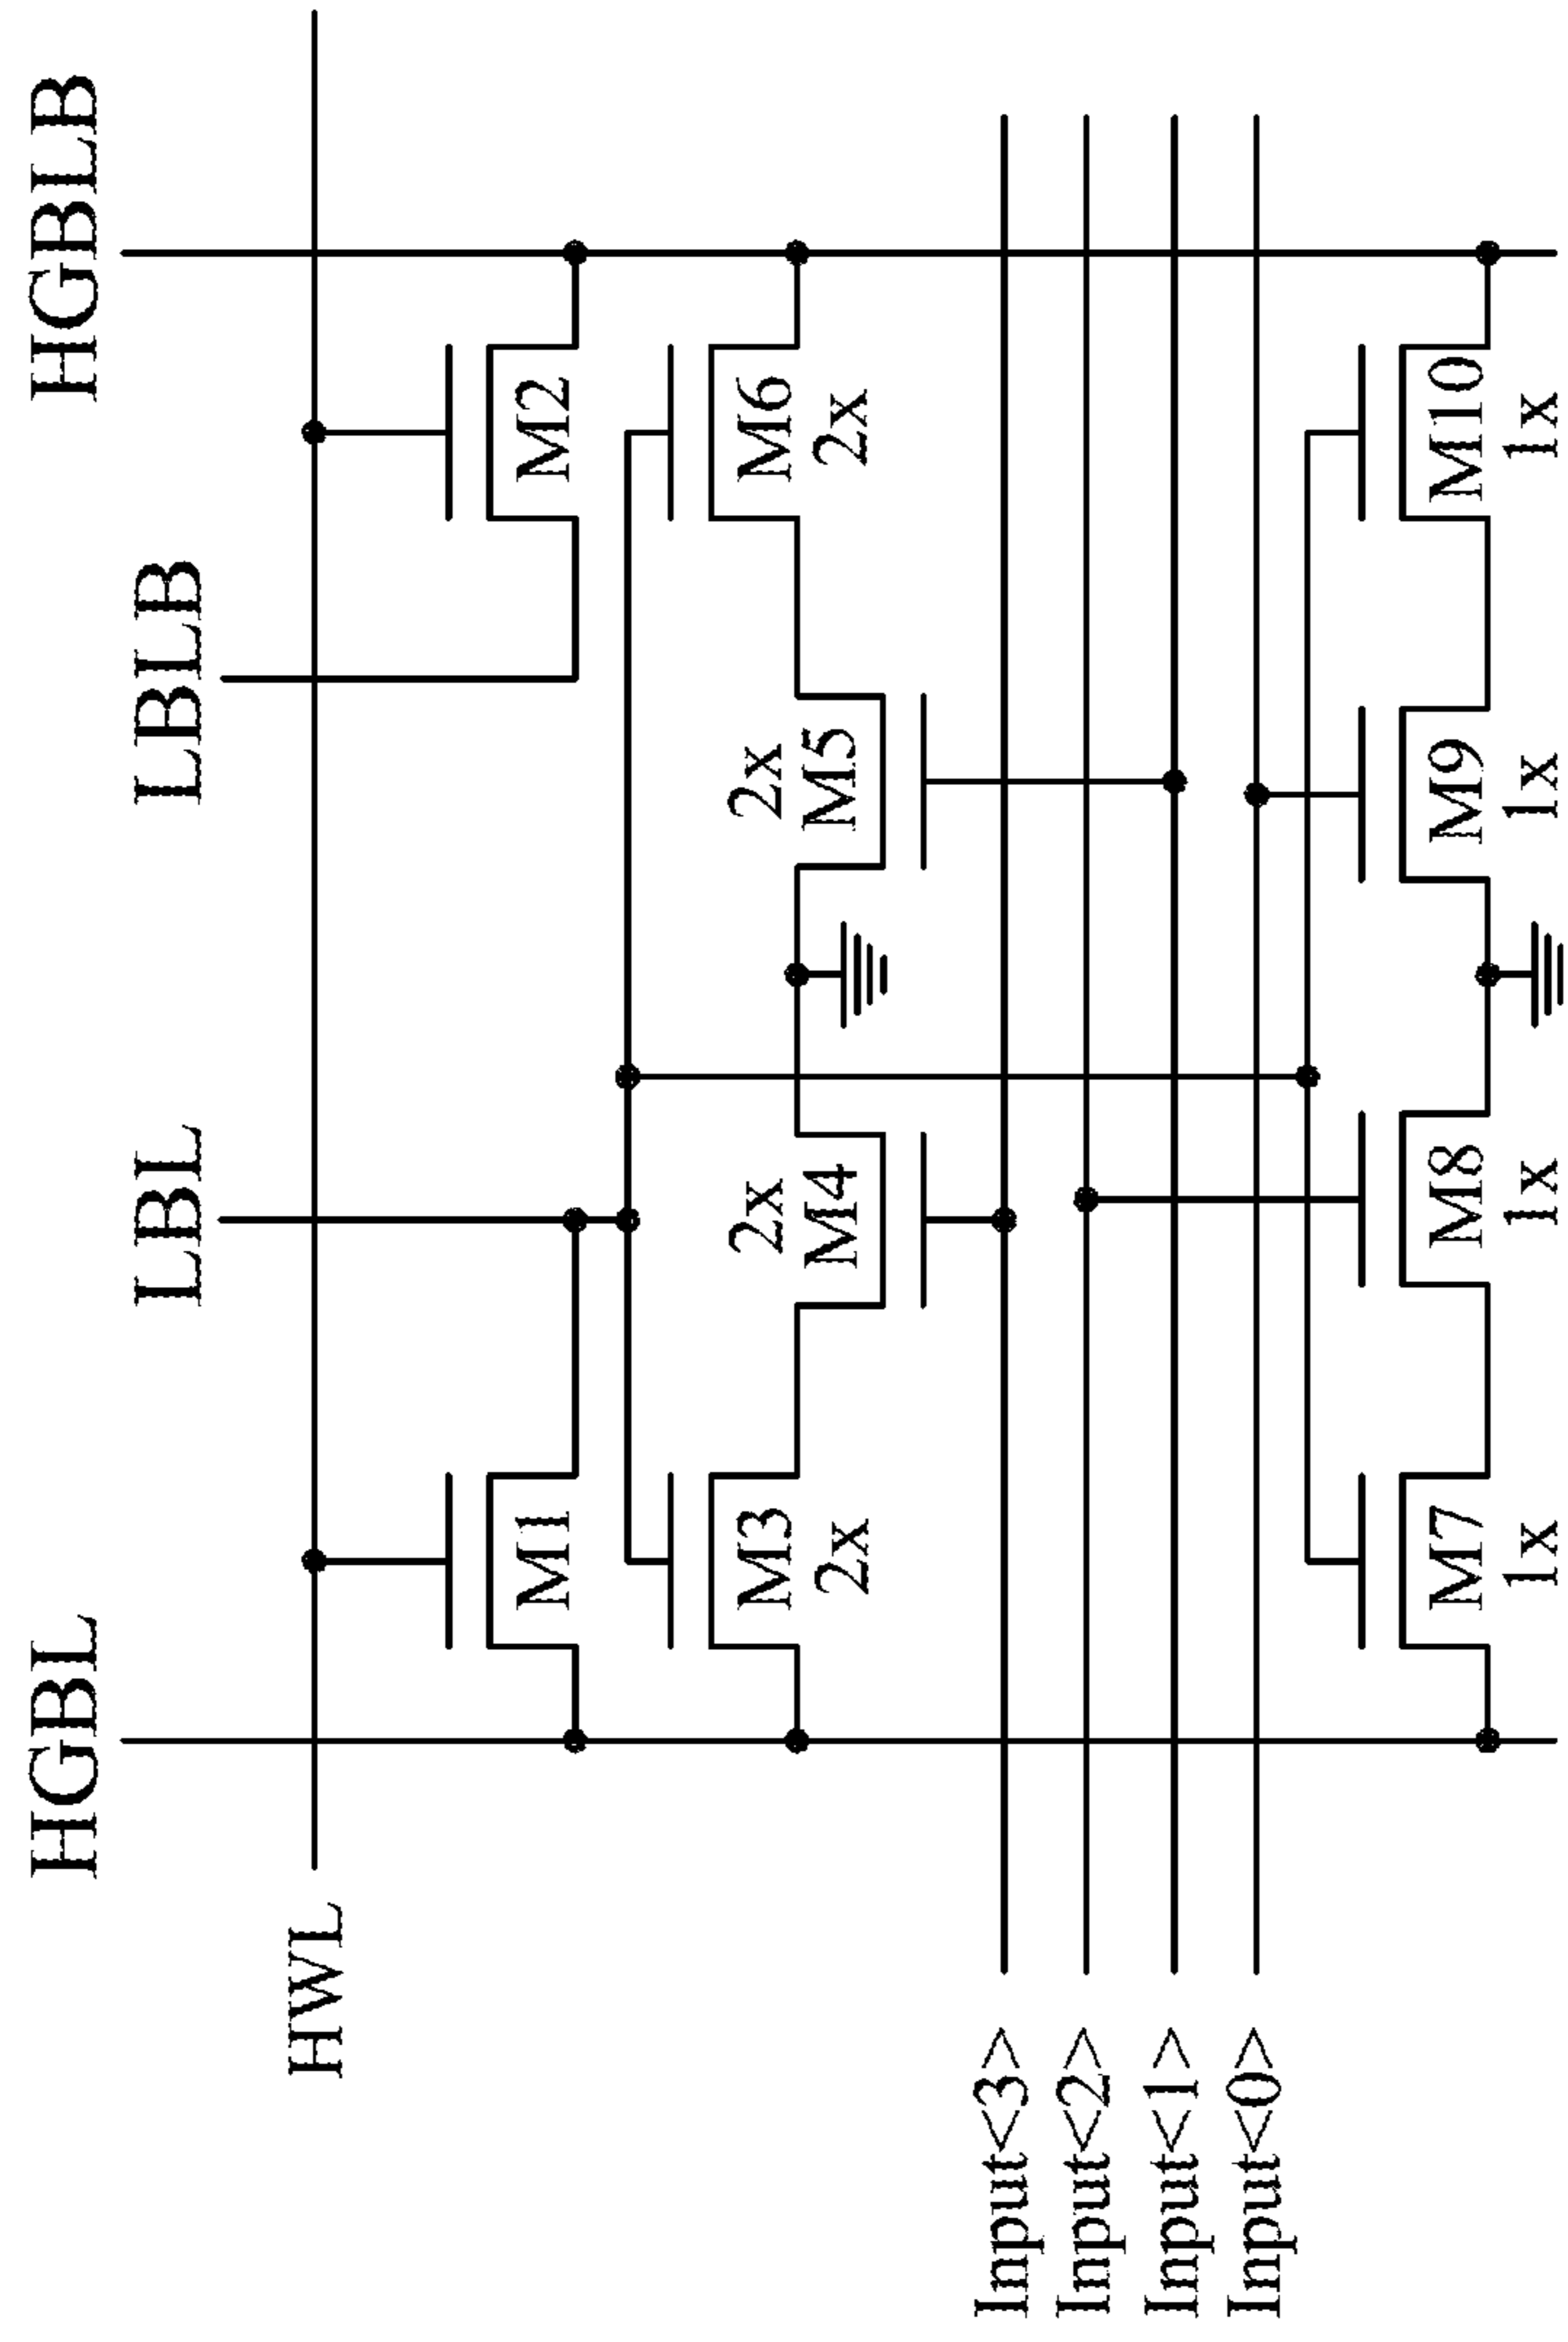 HGBL LBL LBLB HGBLB
HWL
M1 M2
M3 2x M4 2x M5 2x M6 2x
Input<3>
Input<2>
Input<1>
Input<0>
M7 M8 M9 M10
1x 1x 1x 1x